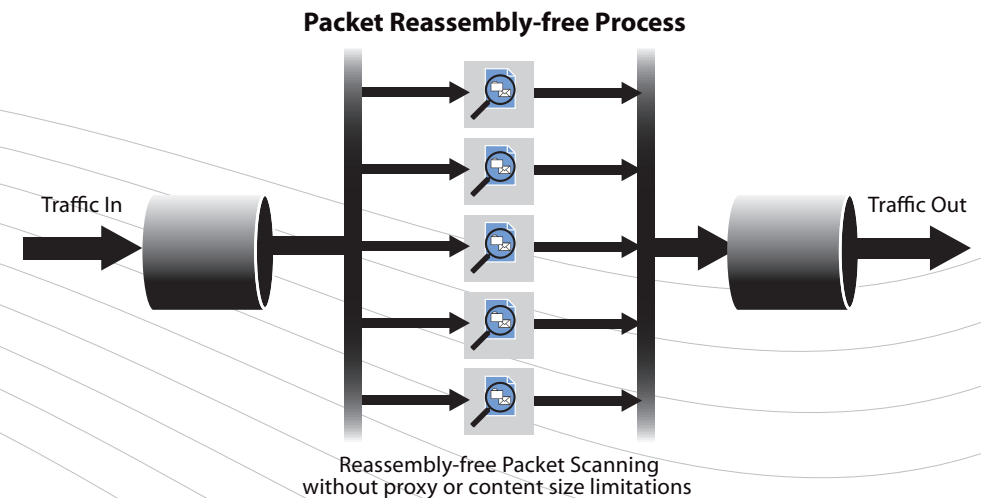 Packet Reassembly-free Process
Traffic In
Traffic Out
Reassembly-free Packet Scanning
without proxy or content size limitations